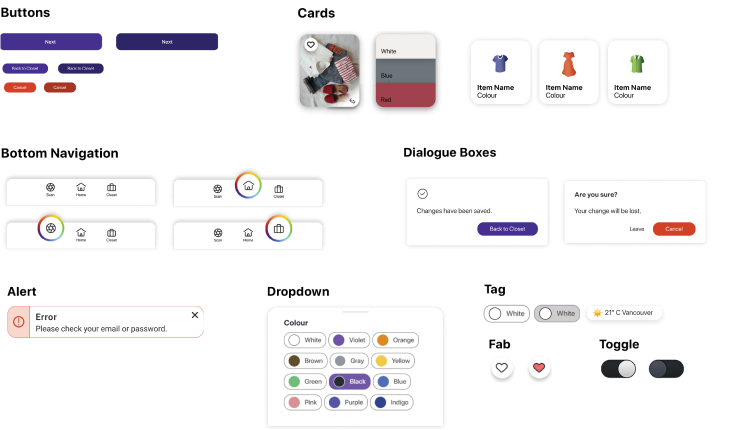 Buttons
Next
Next
Back to Closet
Back to Closet
Cancel
Cancel
Cards
White
Blue
Red
Item Name
Colour
Item Name
Colour
Item Name
Colour
Bottom Navigation
Scan
Home
Closet
Scan
Closet
Home
Closet
Scan
Home
Dialogue Boxes
Changes have been saved.
Back to Closet
Are you sure?
Your change will be lost.
Leave
Cancel
Alert
Error
Please check your email or password.
Dropdown
Colour
White
Violet
Orange
Brown
Gray
Yellow
Green
Black
Blue
Pink
Purple
Indigo
Tag
White
White
21° C Vancouver
Fab
Toggle